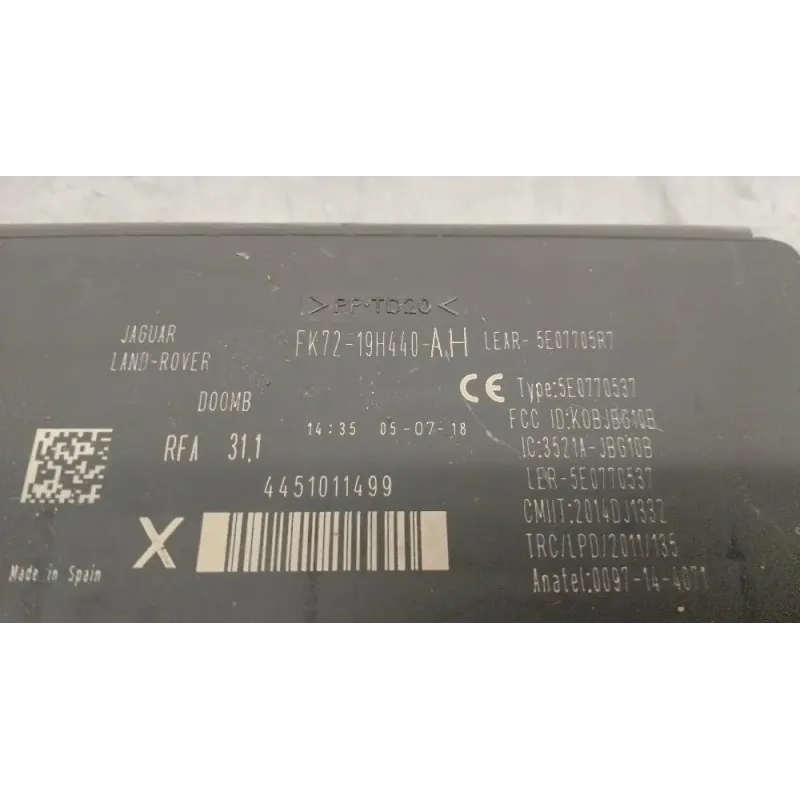 >PP-TD20<
JAGUAR
LAND-ROVER
FK72-19H440-AH LEAR-5E07705R7
D00MB
CE Type:5E0770537
FCC ID:KOBJBG10B
RFA 31,1
14:35 05-07-18
IC:3521A-JBG10B
4451011499
LER-5E0770537
CMIIT:2014DJ1332
X
TRC/LPD/2011/135
Made in Spain
Anatel:0097-14-4071